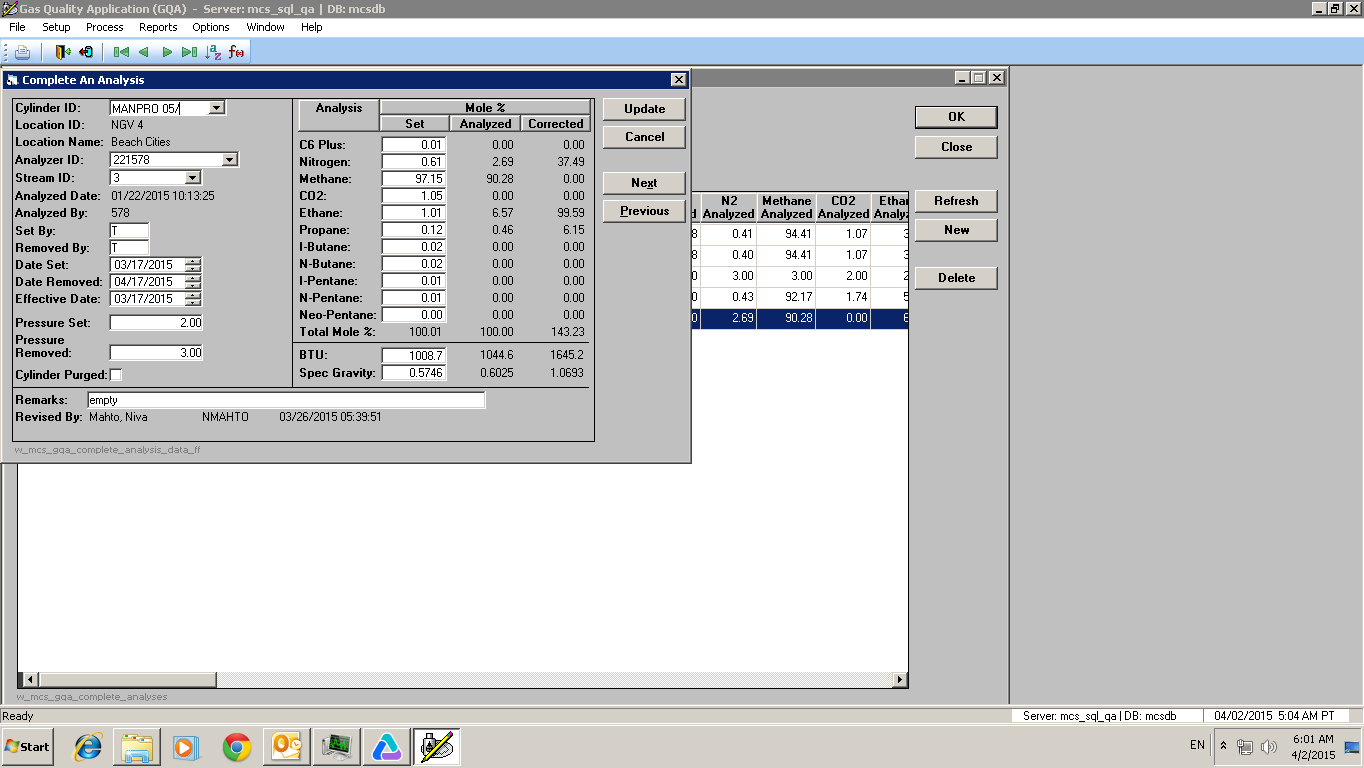 Gas Quality Application (GQA) - Server: mcs_sql_qa | DB: mcsdb
File Setup Process Reports Options Window Help
Complete An Analysis
Cylinder ID: MANPRO 05/
Location ID: NGV 4
Location Name: Beach Cities
Analyzer ID: 221578
Stream ID: 3
Analyzed Date: 01/22/2015 10:13:25
Analyzed By: 578
Set By: T
Removed By: T
Date Set: 03/17/2015
Date Removed: 04/17/2015
Effective Date: 03/17/2015
Pressure Set: 2.00
Pressure
Removed: 3.00
Cylinder Purged:
Analysis Mole %
Set Analyzed Corrected
C6 Plus: 0.01 0.00 0.00
Nitrogen: 0.61 2.69 37.49
Methane: 97.15 90.28 0.00
CO2: 1.05 0.00 0.00
Ethane: 1.01 6.57 99.59
Propane: 0.12 0.46 6.15
I-Butane: 0.02 0.00 0.00
N-Butane: 0.02 0.00 0.00
I-Pentane: 0.01 0.00 0.00
N-Pentane: 0.01 0.00 0.00
Neo-Pentane: 0.00 0.00 0.00
Total Mole %: 100.01 100.00 143.23
BTU: 1008.7 1044.6 1645.2
Spec Gravity: 0.5746 0.6025 1.0693
Remarks: empty
Revised By: Mahto, Niva NMAHTO 03/26/2015 05:39:51
w_mcs_gqa_complete_analysis_data_ff
Update
Cancel
Next
Previous
N2 Methane CO2 Ethan
d Analyzed Analyzed Analyzed Analyz
8 0.41 94.41 1.07 3
8 0.40 94.41 1.07 3
0 3.00 3.00 2.00 2
0 0.43 92.17 1.74 5
0 2.69 90.28 0.00 6
OK
Close
Refresh
New
Delete
w_mcs_gqa_complete_analyses
Ready Server: mcs_sql_qa | DB: mcsdb 04/02/2015 5:04 AM PT
Start EN 6:01 AM
4/2/2015